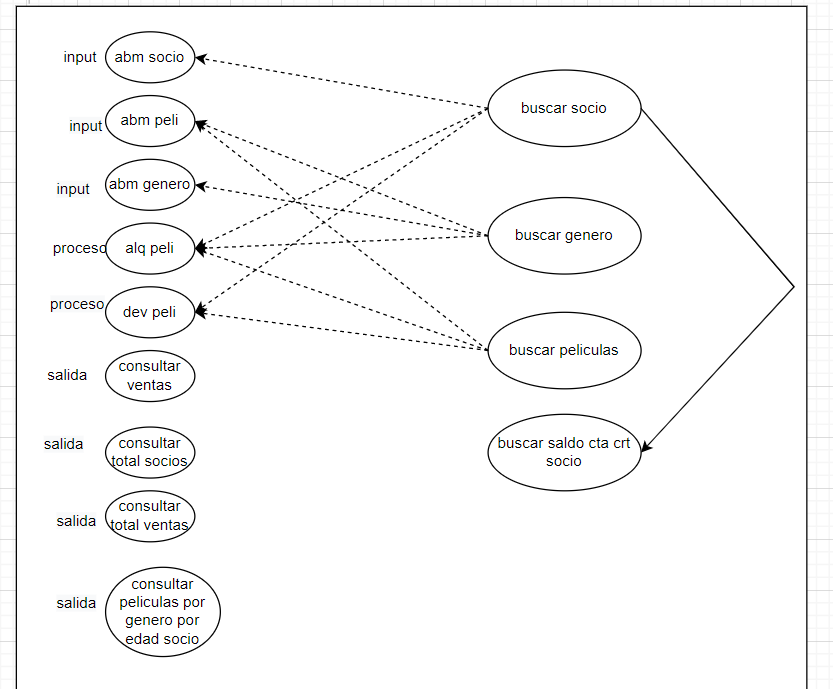 input
abm socio
input
abm peli
input
abm genero
proceso
alq peli
proceso
dev peli
salida
consultar
ventas
salida
consultar
total socios
salida
consultar
total ventas
salida
consultar
peliculas por
genero por
edad socio
buscar socio
buscar genero
buscar peliculas
buscar saldo cta crt
socio